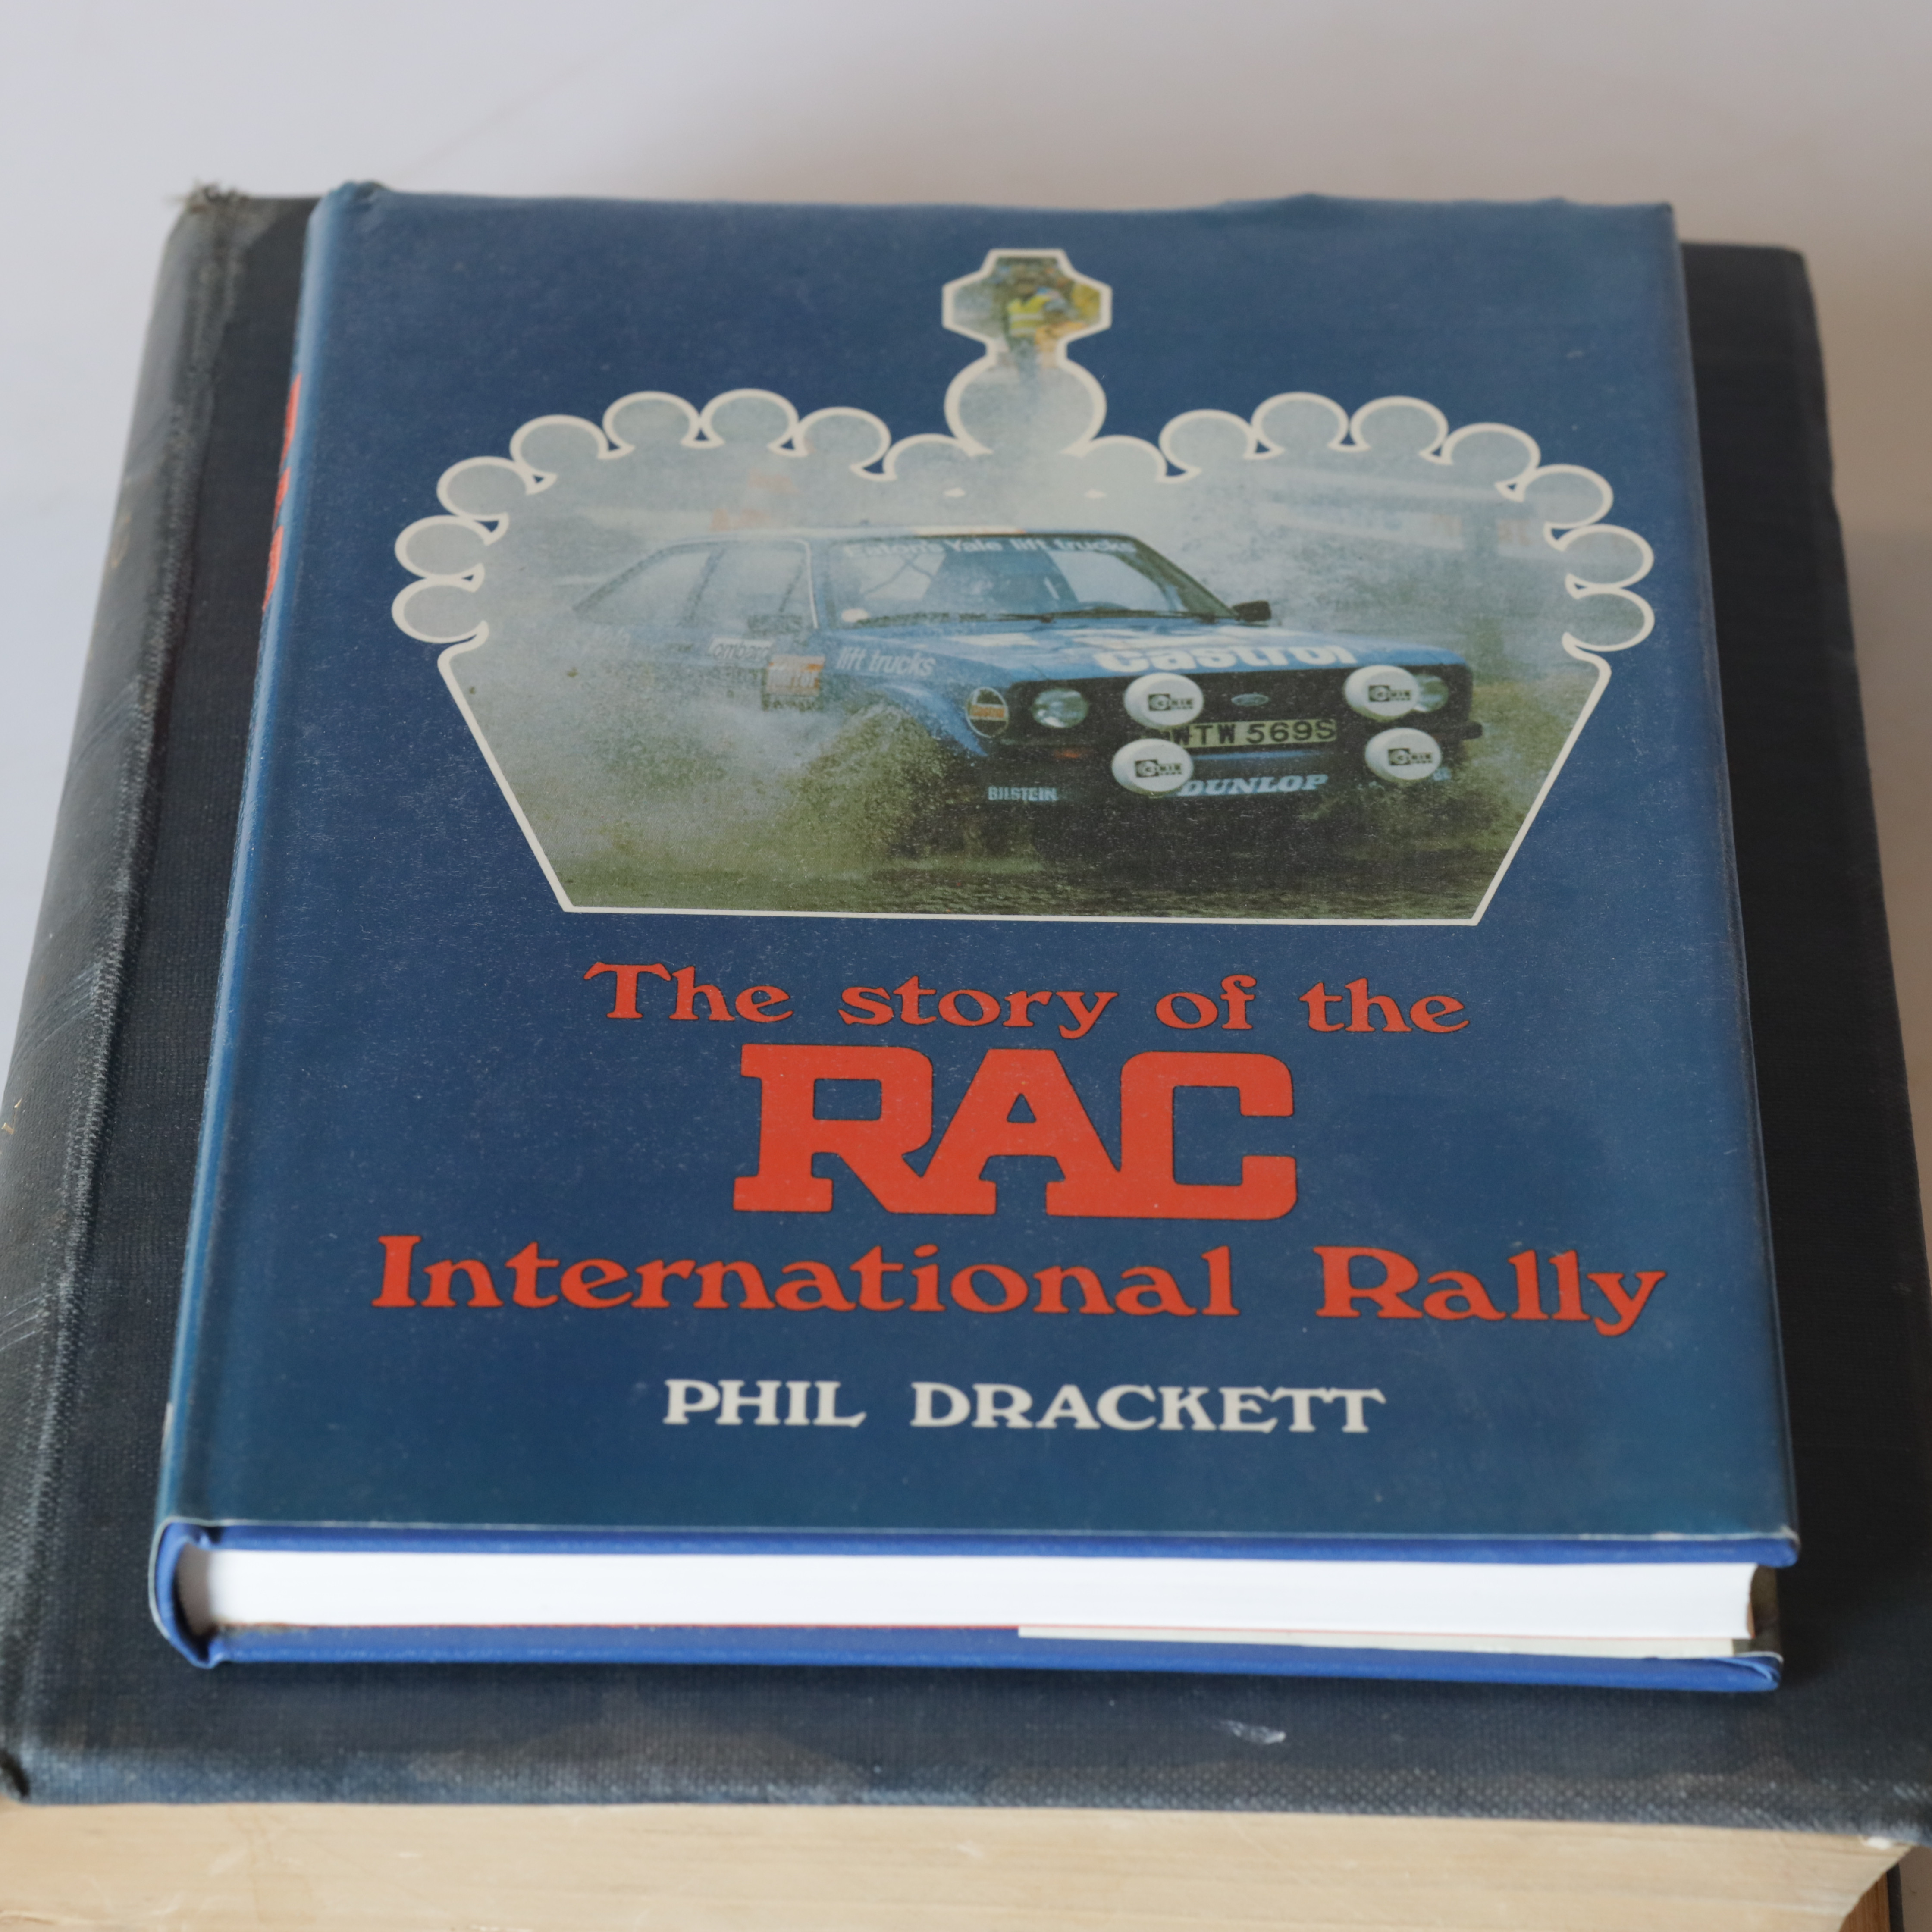 Eaton's Yale lift trucks
lombard
lift trucks
castrol
WTW 569S
BILSTEIN
DUNLOP
The story of the
RAC
International Rally
PHIL DRACKETT